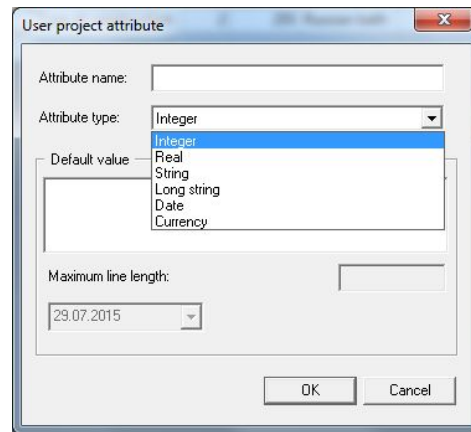 User project attribute
Attribute name:
Attribute type: Integer
Integer
Real
String
Long string
Date
Currency
Default value
Maximum line length:
29.07.2015
OK Cancel